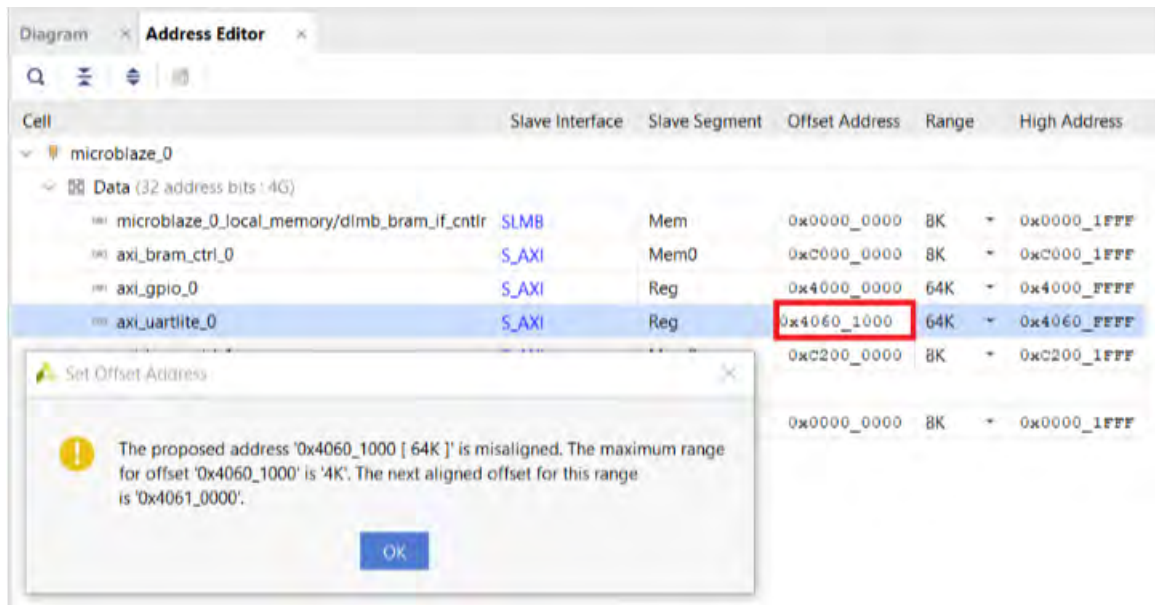 Diagram × Address Editor ×
Cell Slave Interface Slave Segment Offset Address Range High Address
microblaze_0
Data (32 address bits : 4G)
microblaze_0_local_memory/dlmb_bram_if_cntlr SLMB Mem 0x0000_0000 8K 0x0000_1FFF
axi_bram_ctrl_0 S_AXI Mem0 0xC000_0000 8K 0xC000_1FFF
axi_gpio_0 S_AXI Reg 0x4000_0000 64K 0x4000_FFFF
axi_uartlite_0 S_AXI Reg 0x4060_1000 64K 0x4060_FFFF
0xC200_0000 8K 0xC200_1FFF
0x0000_0000 8K 0x0000_1FFF
Set Offset Address
The proposed address '0x4060_1000 [ 64K ]' is misaligned. The maximum range
for offset '0x4060_1000' is '4K'. The next aligned offset for this range
is '0x4061_0000'.
OK